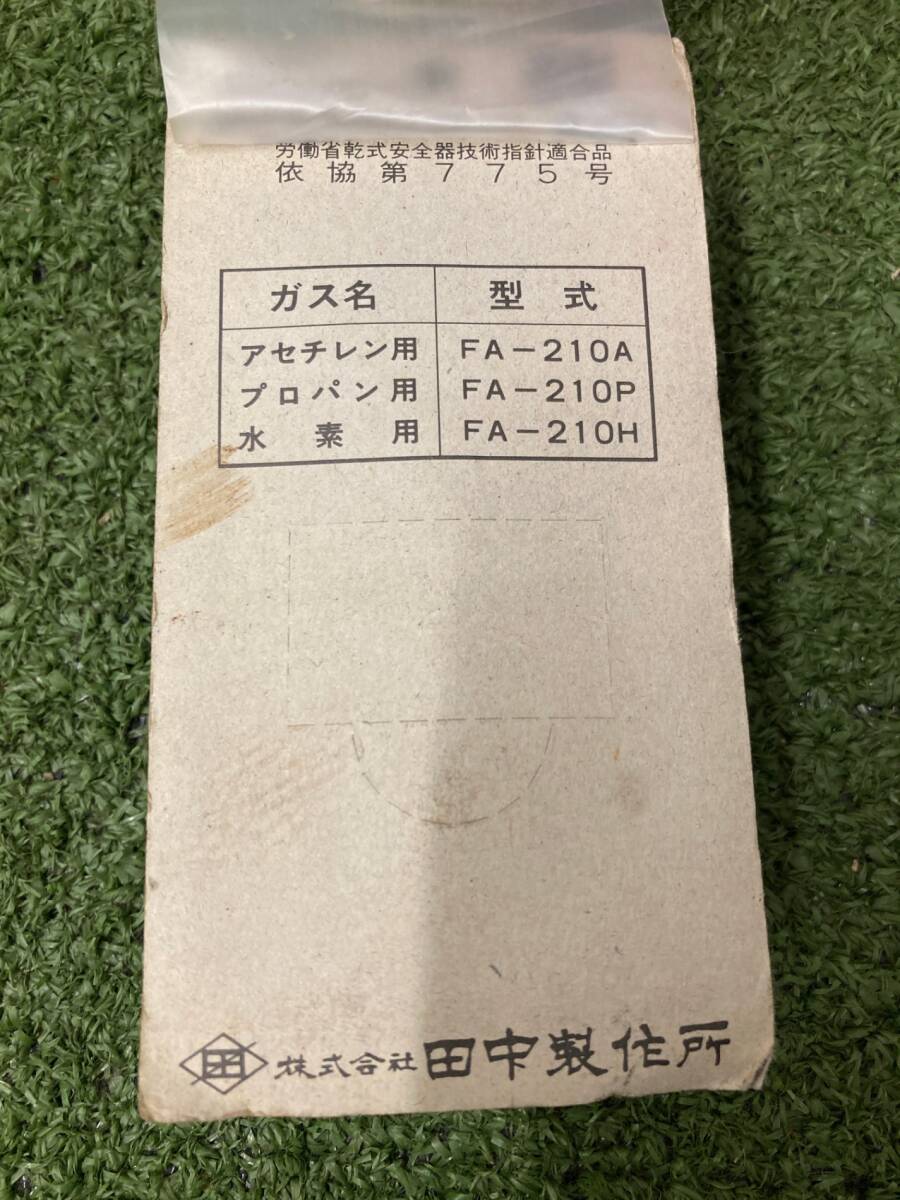 労働省乾式安全器技術指針適合品
依協第775号
ガス名 型式
アセチレン用 FA-210A
プロパン用 FA-210P
水素用 FA-210H
株式会社 田中製作所